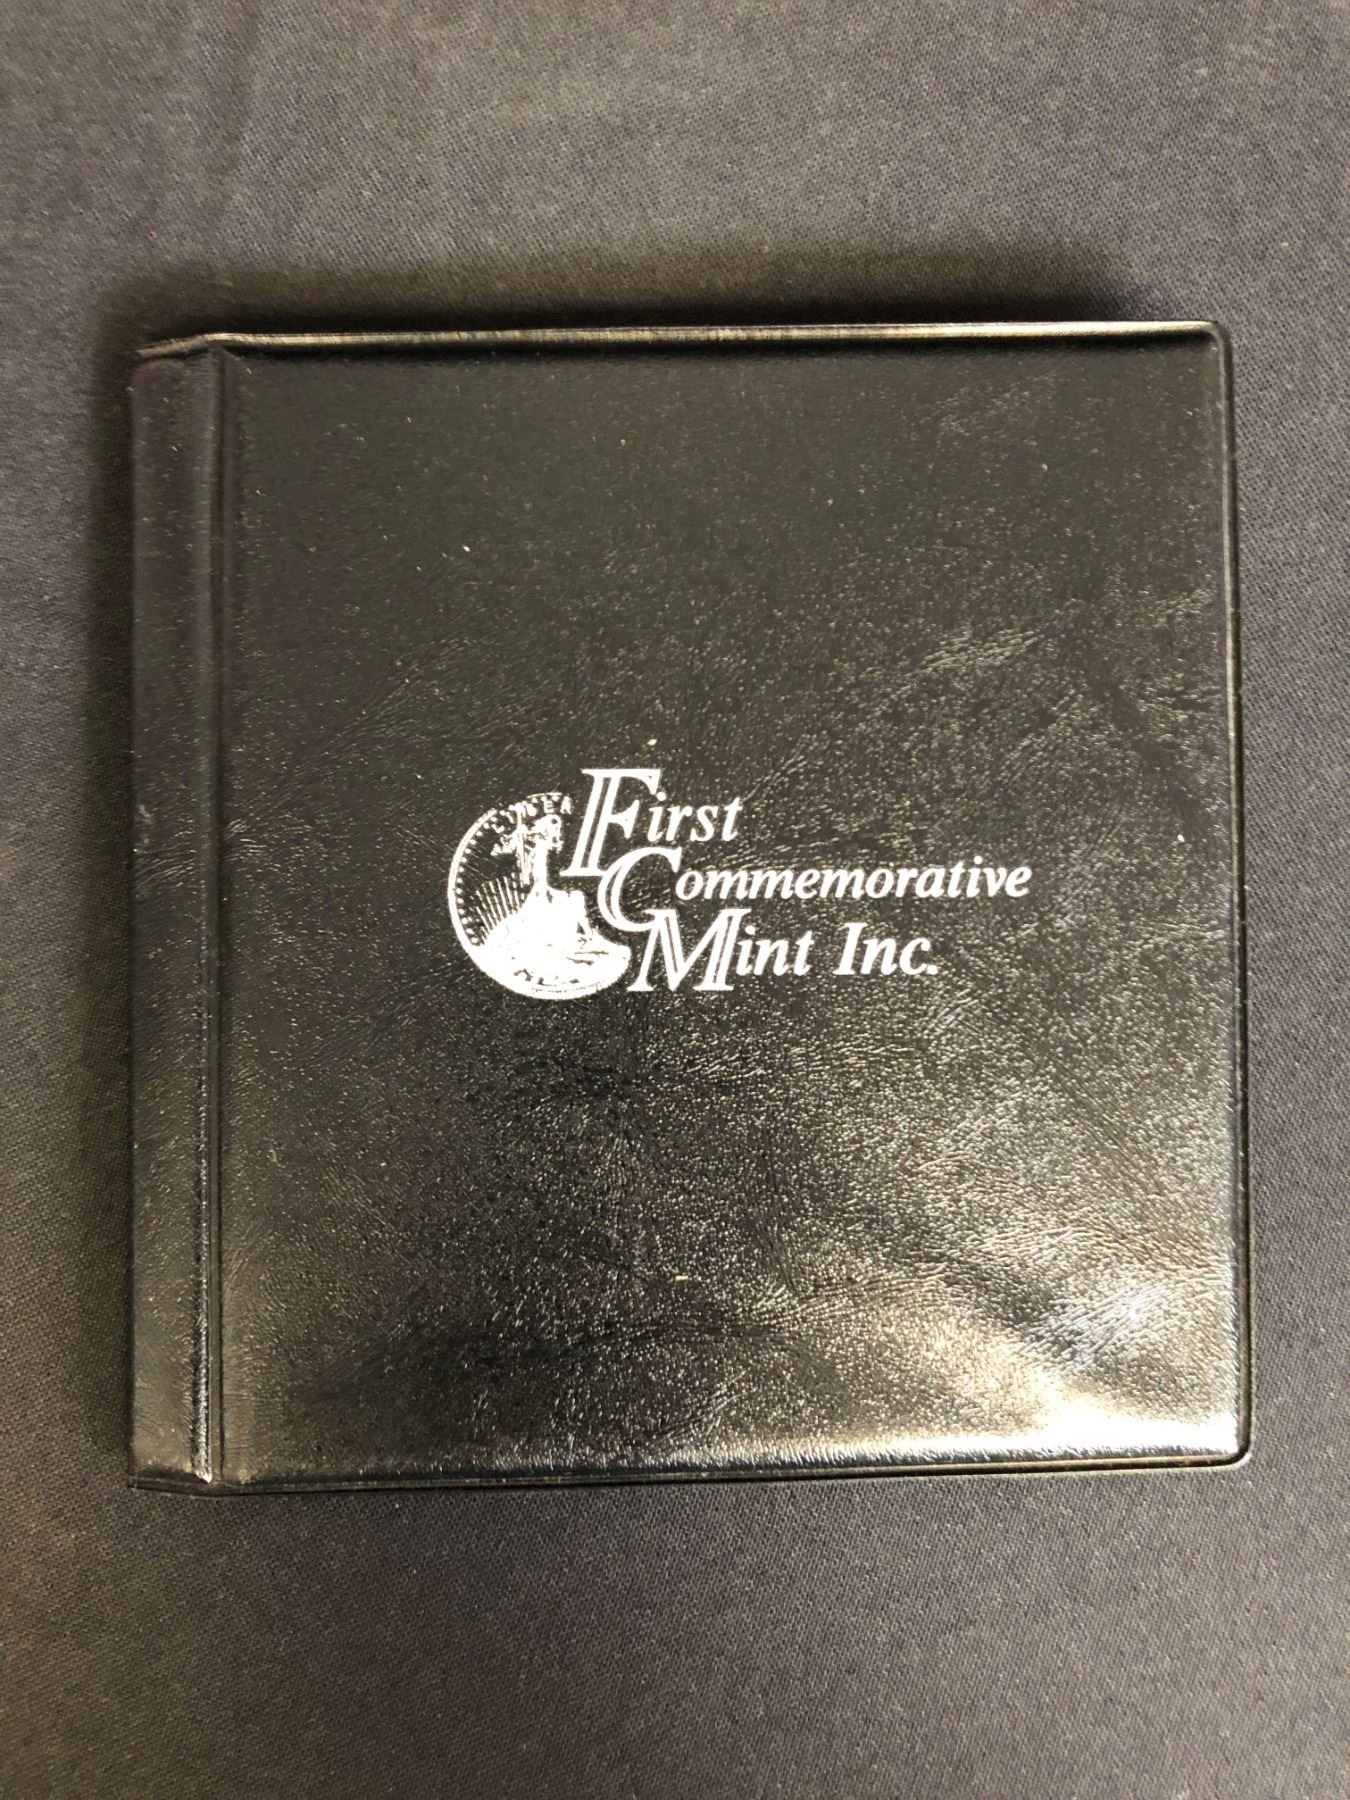 First
Commemorative
Mint Inc.